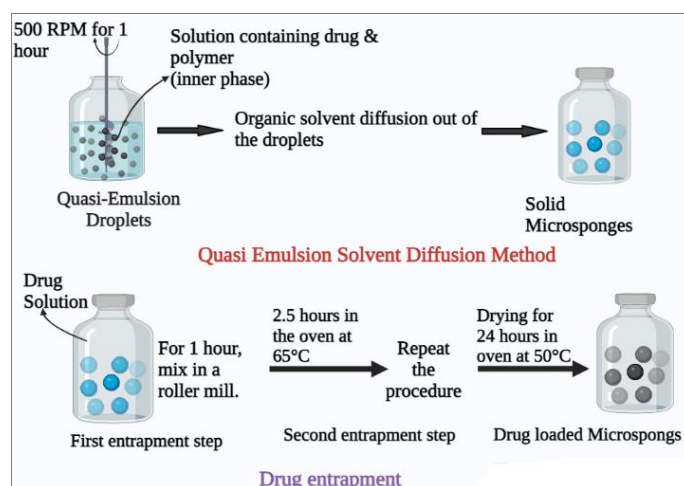 500 RPM for 1
hour
Solution containing drug &
polymer
(inner phase)
Organic solvent diffusion out of
the droplets
Quasi-Emulsion
Droplets
Solid
Microsponges
Quasi Emulsion Solvent Diffusion Method
Drug
Solution
For 1 hour,
mix in a
roller mill.
2.5 hours in
the oven at
65°C
Repeat
the
procedure
Drying for
24 hours in
oven at 50°C
First entrapment step
Second entrapment step
Drug loaded Microspongs
Drug entrapment